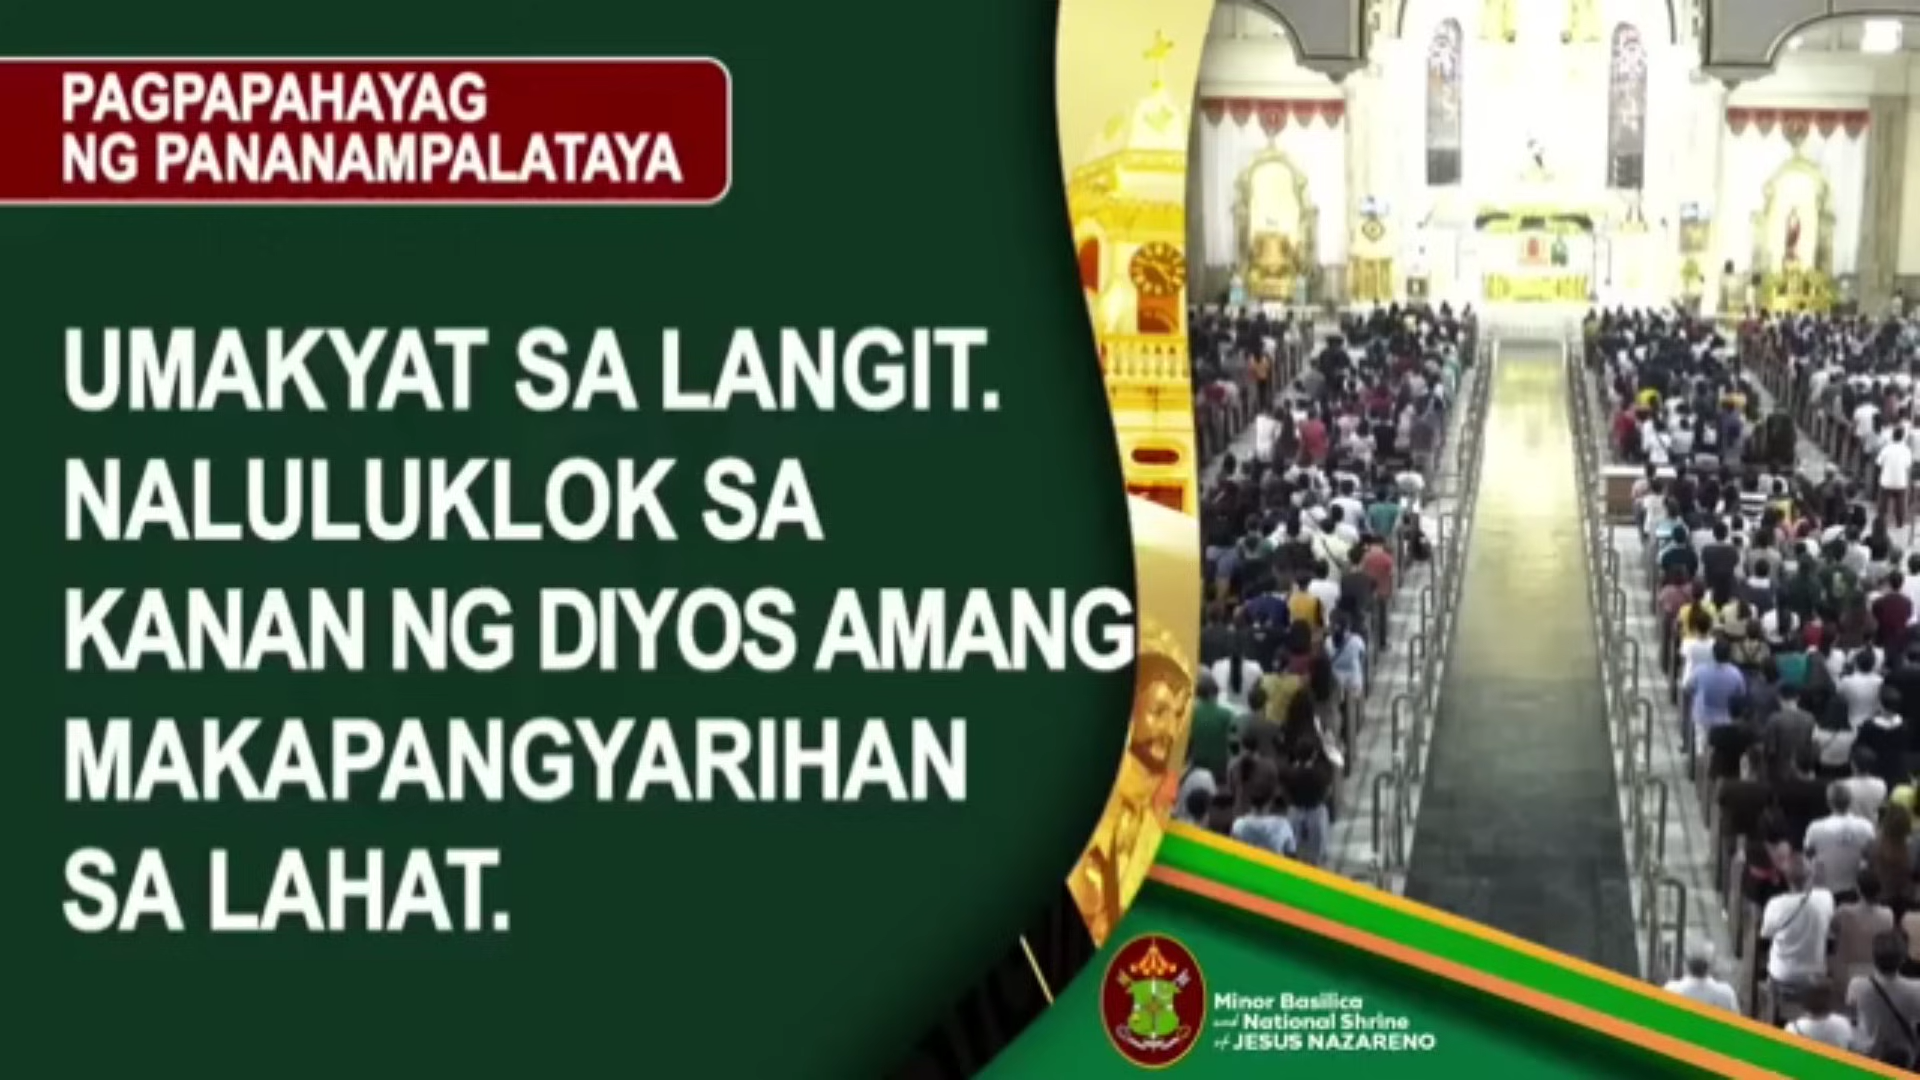 PAGPAPAHAYAG
NG PANANAMPALATAYA
UMAKYAT SA LANGIT.
NALULUKLOK SA
KANAN NG DIYOS AMANG
MAKAPANGYARIHAN
SA LAHAT.
Minor Basilica
and National Shrine
of JESUS NAZARENO